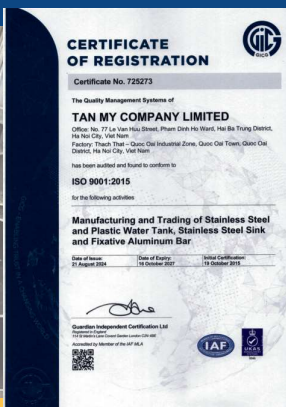 GIC
GICG
CERTIFICATE
OF REGISTRATION
Certificate No. 725273
The Quality Management Systems of
TAN MY COMPANY LIMITED
Office: No. 77 Le Van Huu Street, Pham Dinh Ho Ward, Hai Ba Trung District,
Ha Noi City, Viet Nam
Factory: Thach That – Quoc Oai Industrial Zone, Quoc Oai Town, Quoc Oai
District, Ha Noi City, Viet Nam
has been audited and found to conform to
ISO 9001:2015
for the following activities
Manufacturing and Trading of Stainless Steel
and Plastic Water Tank, Stainless Steel Sink
and Fixative Aluminum Bar
Date of Issue: Date of Expiry: Initial Certification:
21 August 2024 16 October 2027 19 October 2015
Guardian Independent Certification Ltd
Registered in England
Accredited by Member of the IAF MLA
IAF
UKAS